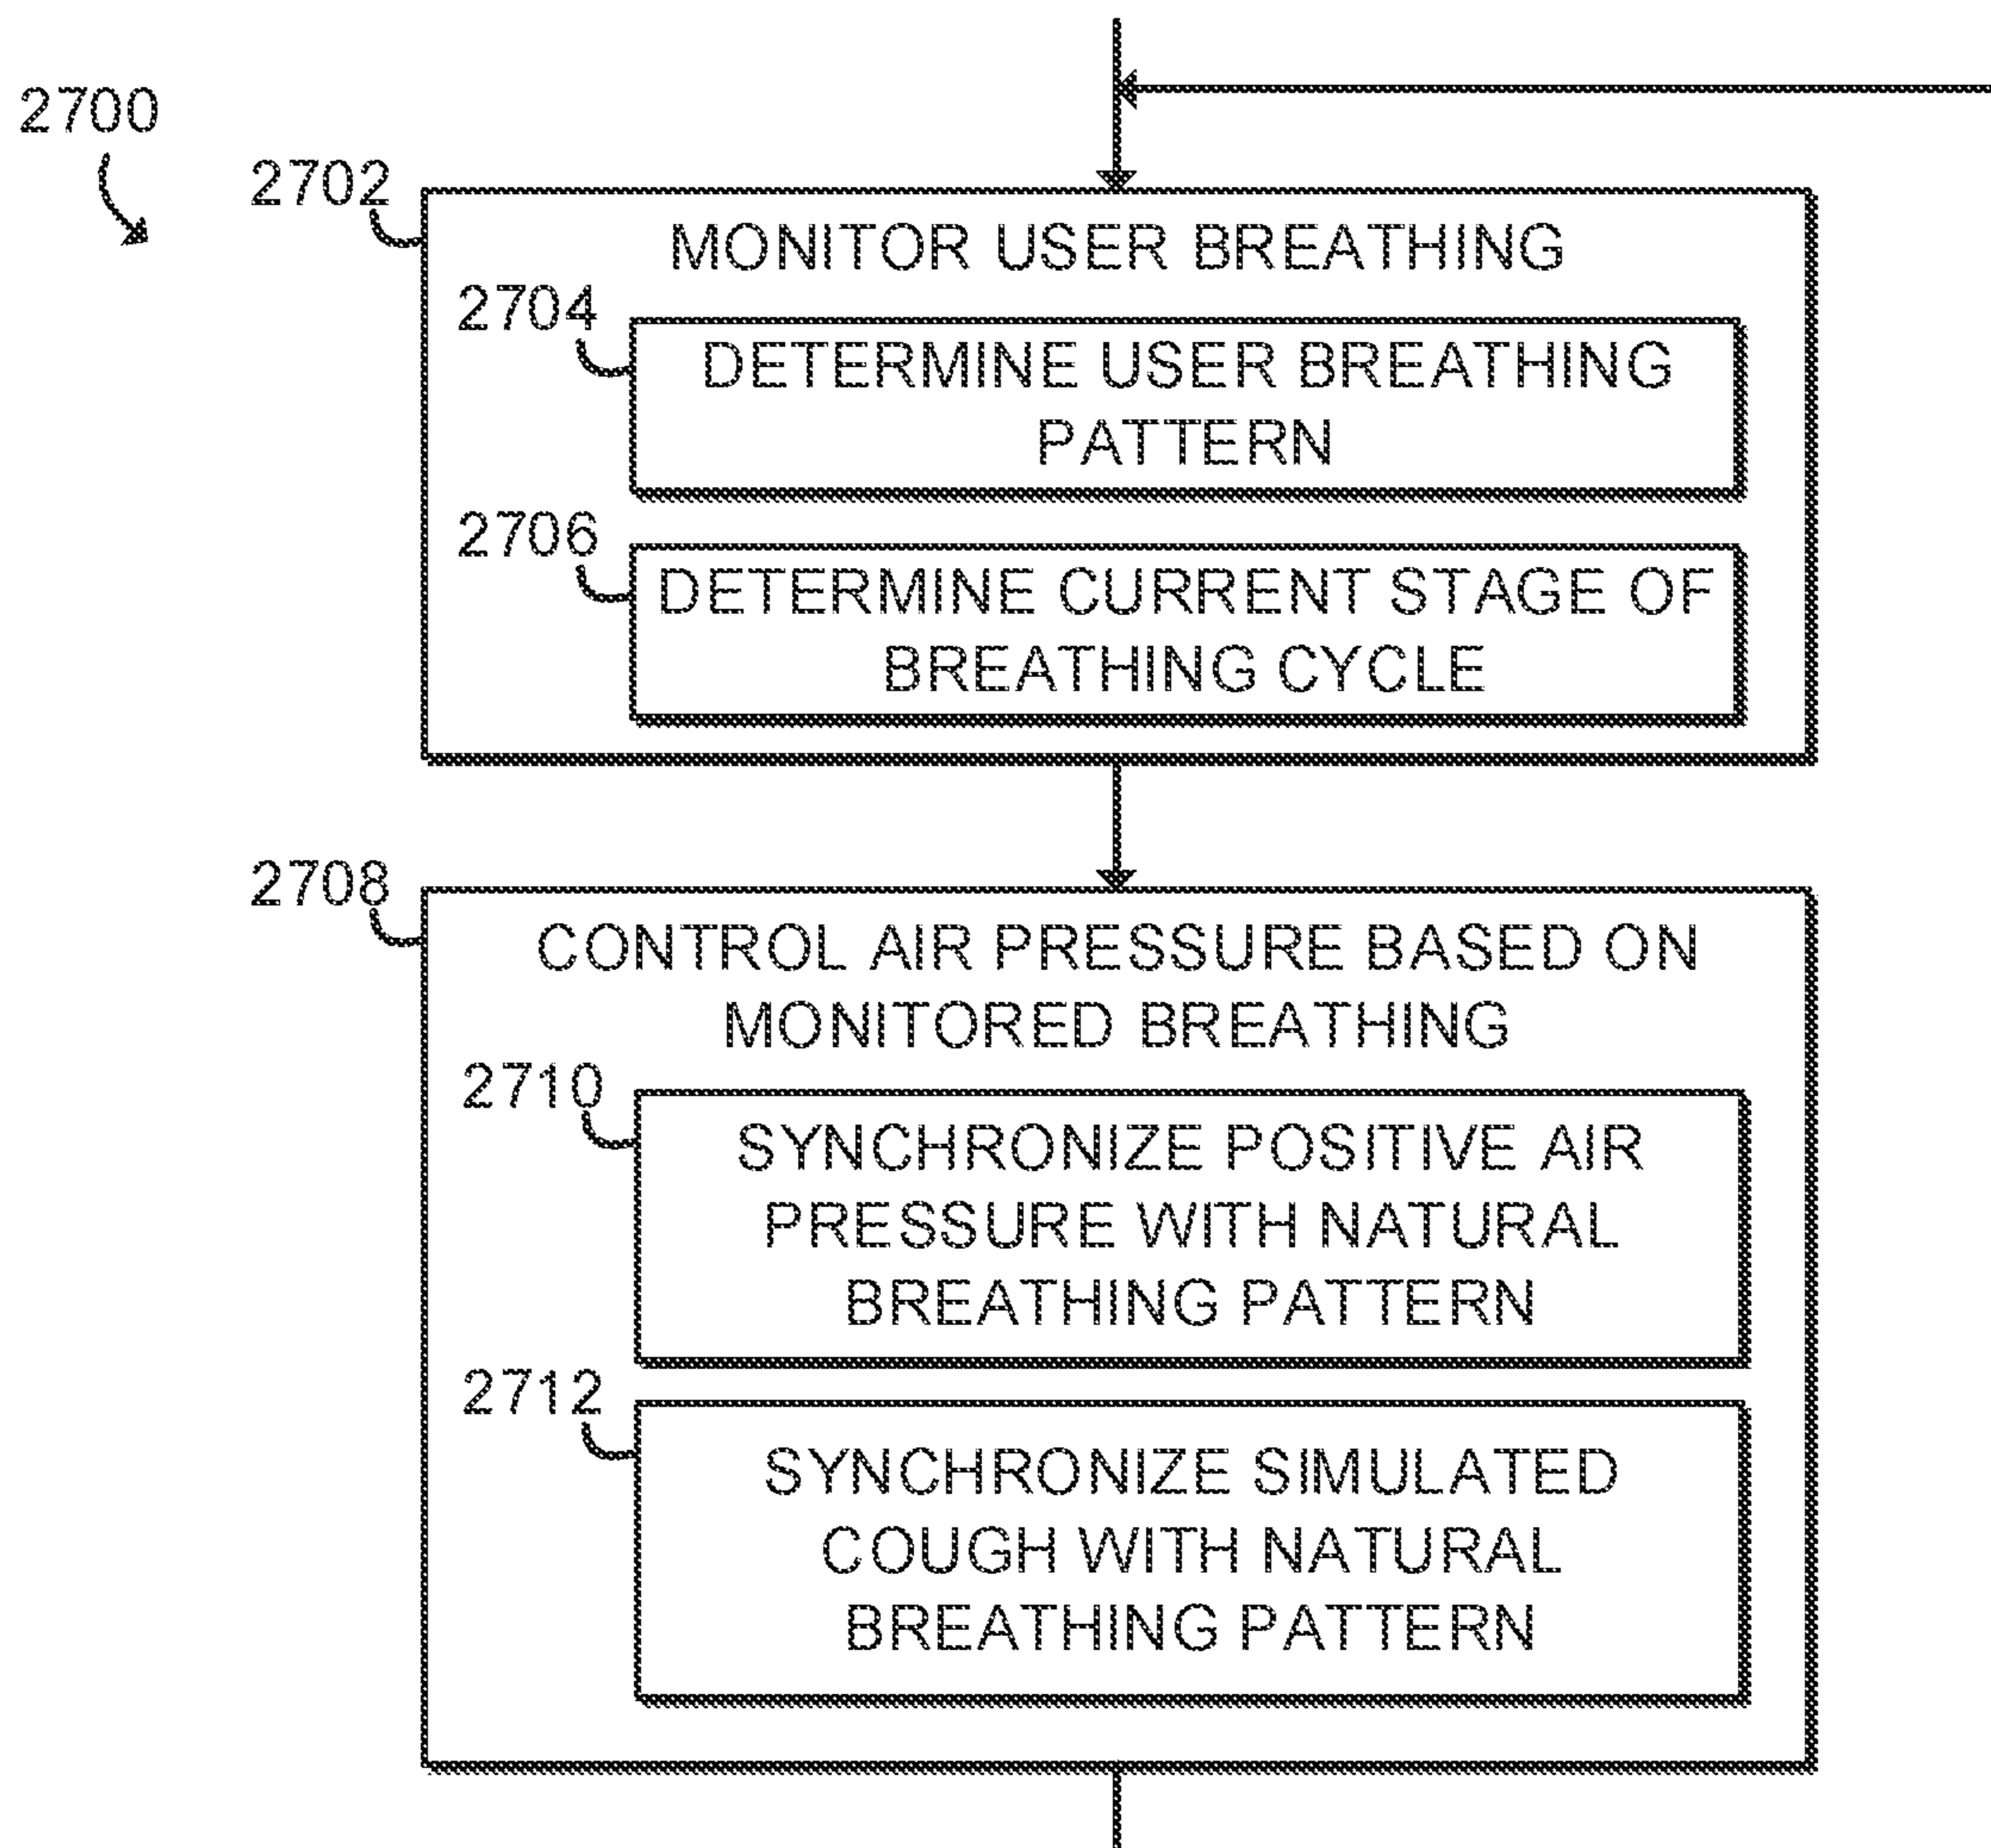 2700
2702
MONITOR USER BREATHING
2704
DETERMINE USER BREATHING
PATTERN
2706
DETERMINE CURRENT STAGE OF
BREATHING CYCLE
2708
CONTROL AIR PRESSURE BASED ON
MONITORED BREATHING
2710
SYNCHRONIZE POSITIVE AIR
PRESSURE WITH NATURAL
BREATHING PATTERN
2712
SYNCHRONIZE SIMULATED
COUGH WITH NATURAL
BREATHING PATTERN